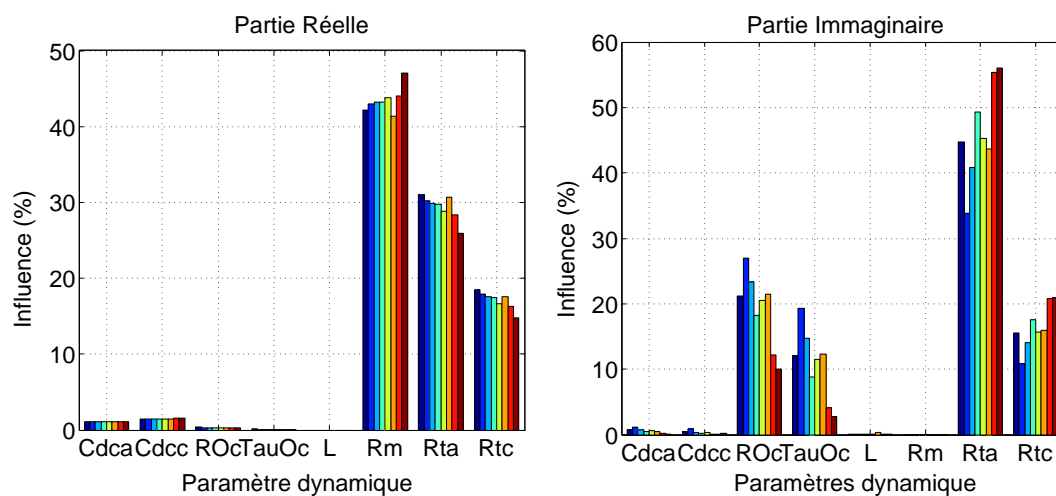 Partie Réelle
50
40
30
20
10
0
Influence (%)
Cdca Cdcc ROc TauOc L Rm Rta Rtc
Paramètre dynamique
Partie Immaginaire
60
50
40
30
20
10
0
Influence (%)
Cdca Cdcc ROc TauOc L Rm Rta Rtc
Paramètres dynamique